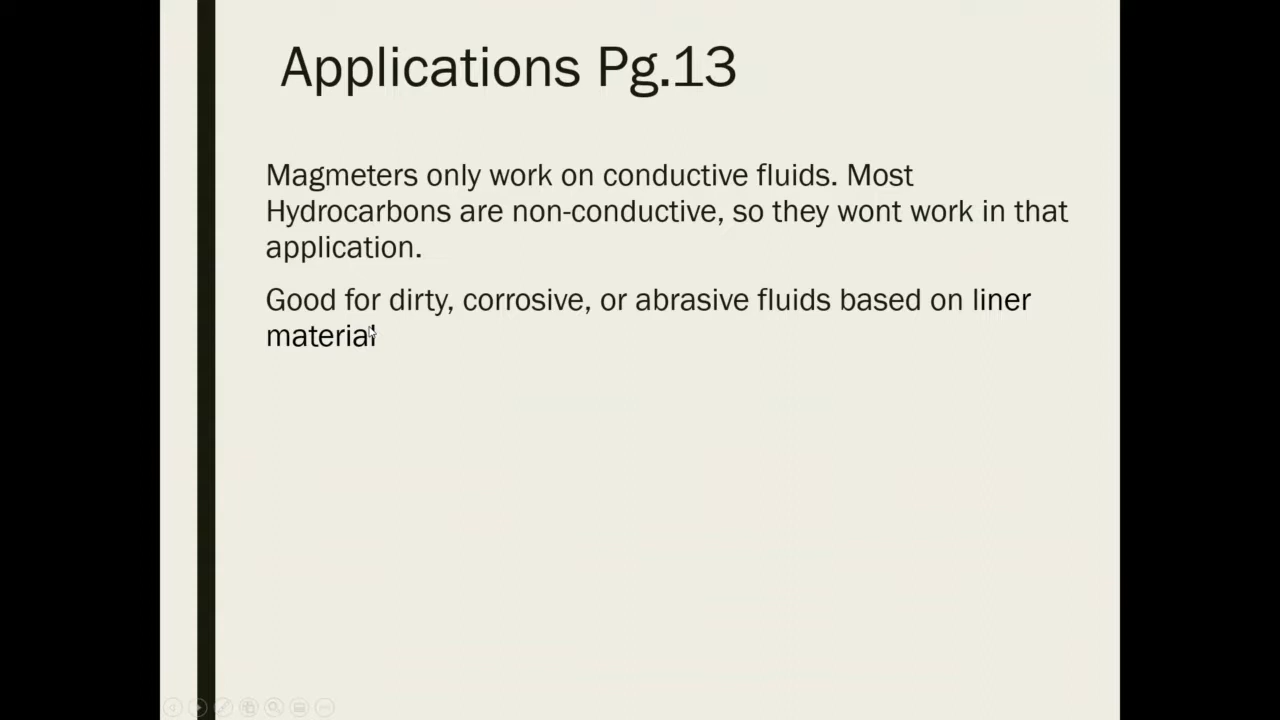 Applications Pg.13
Magmeters only work on conductive fluids. Most
Hydrocarbons are non-conductive, so they wont work in that
application.
Good for dirty, corrosive, or abrasive fluids based on liner
material